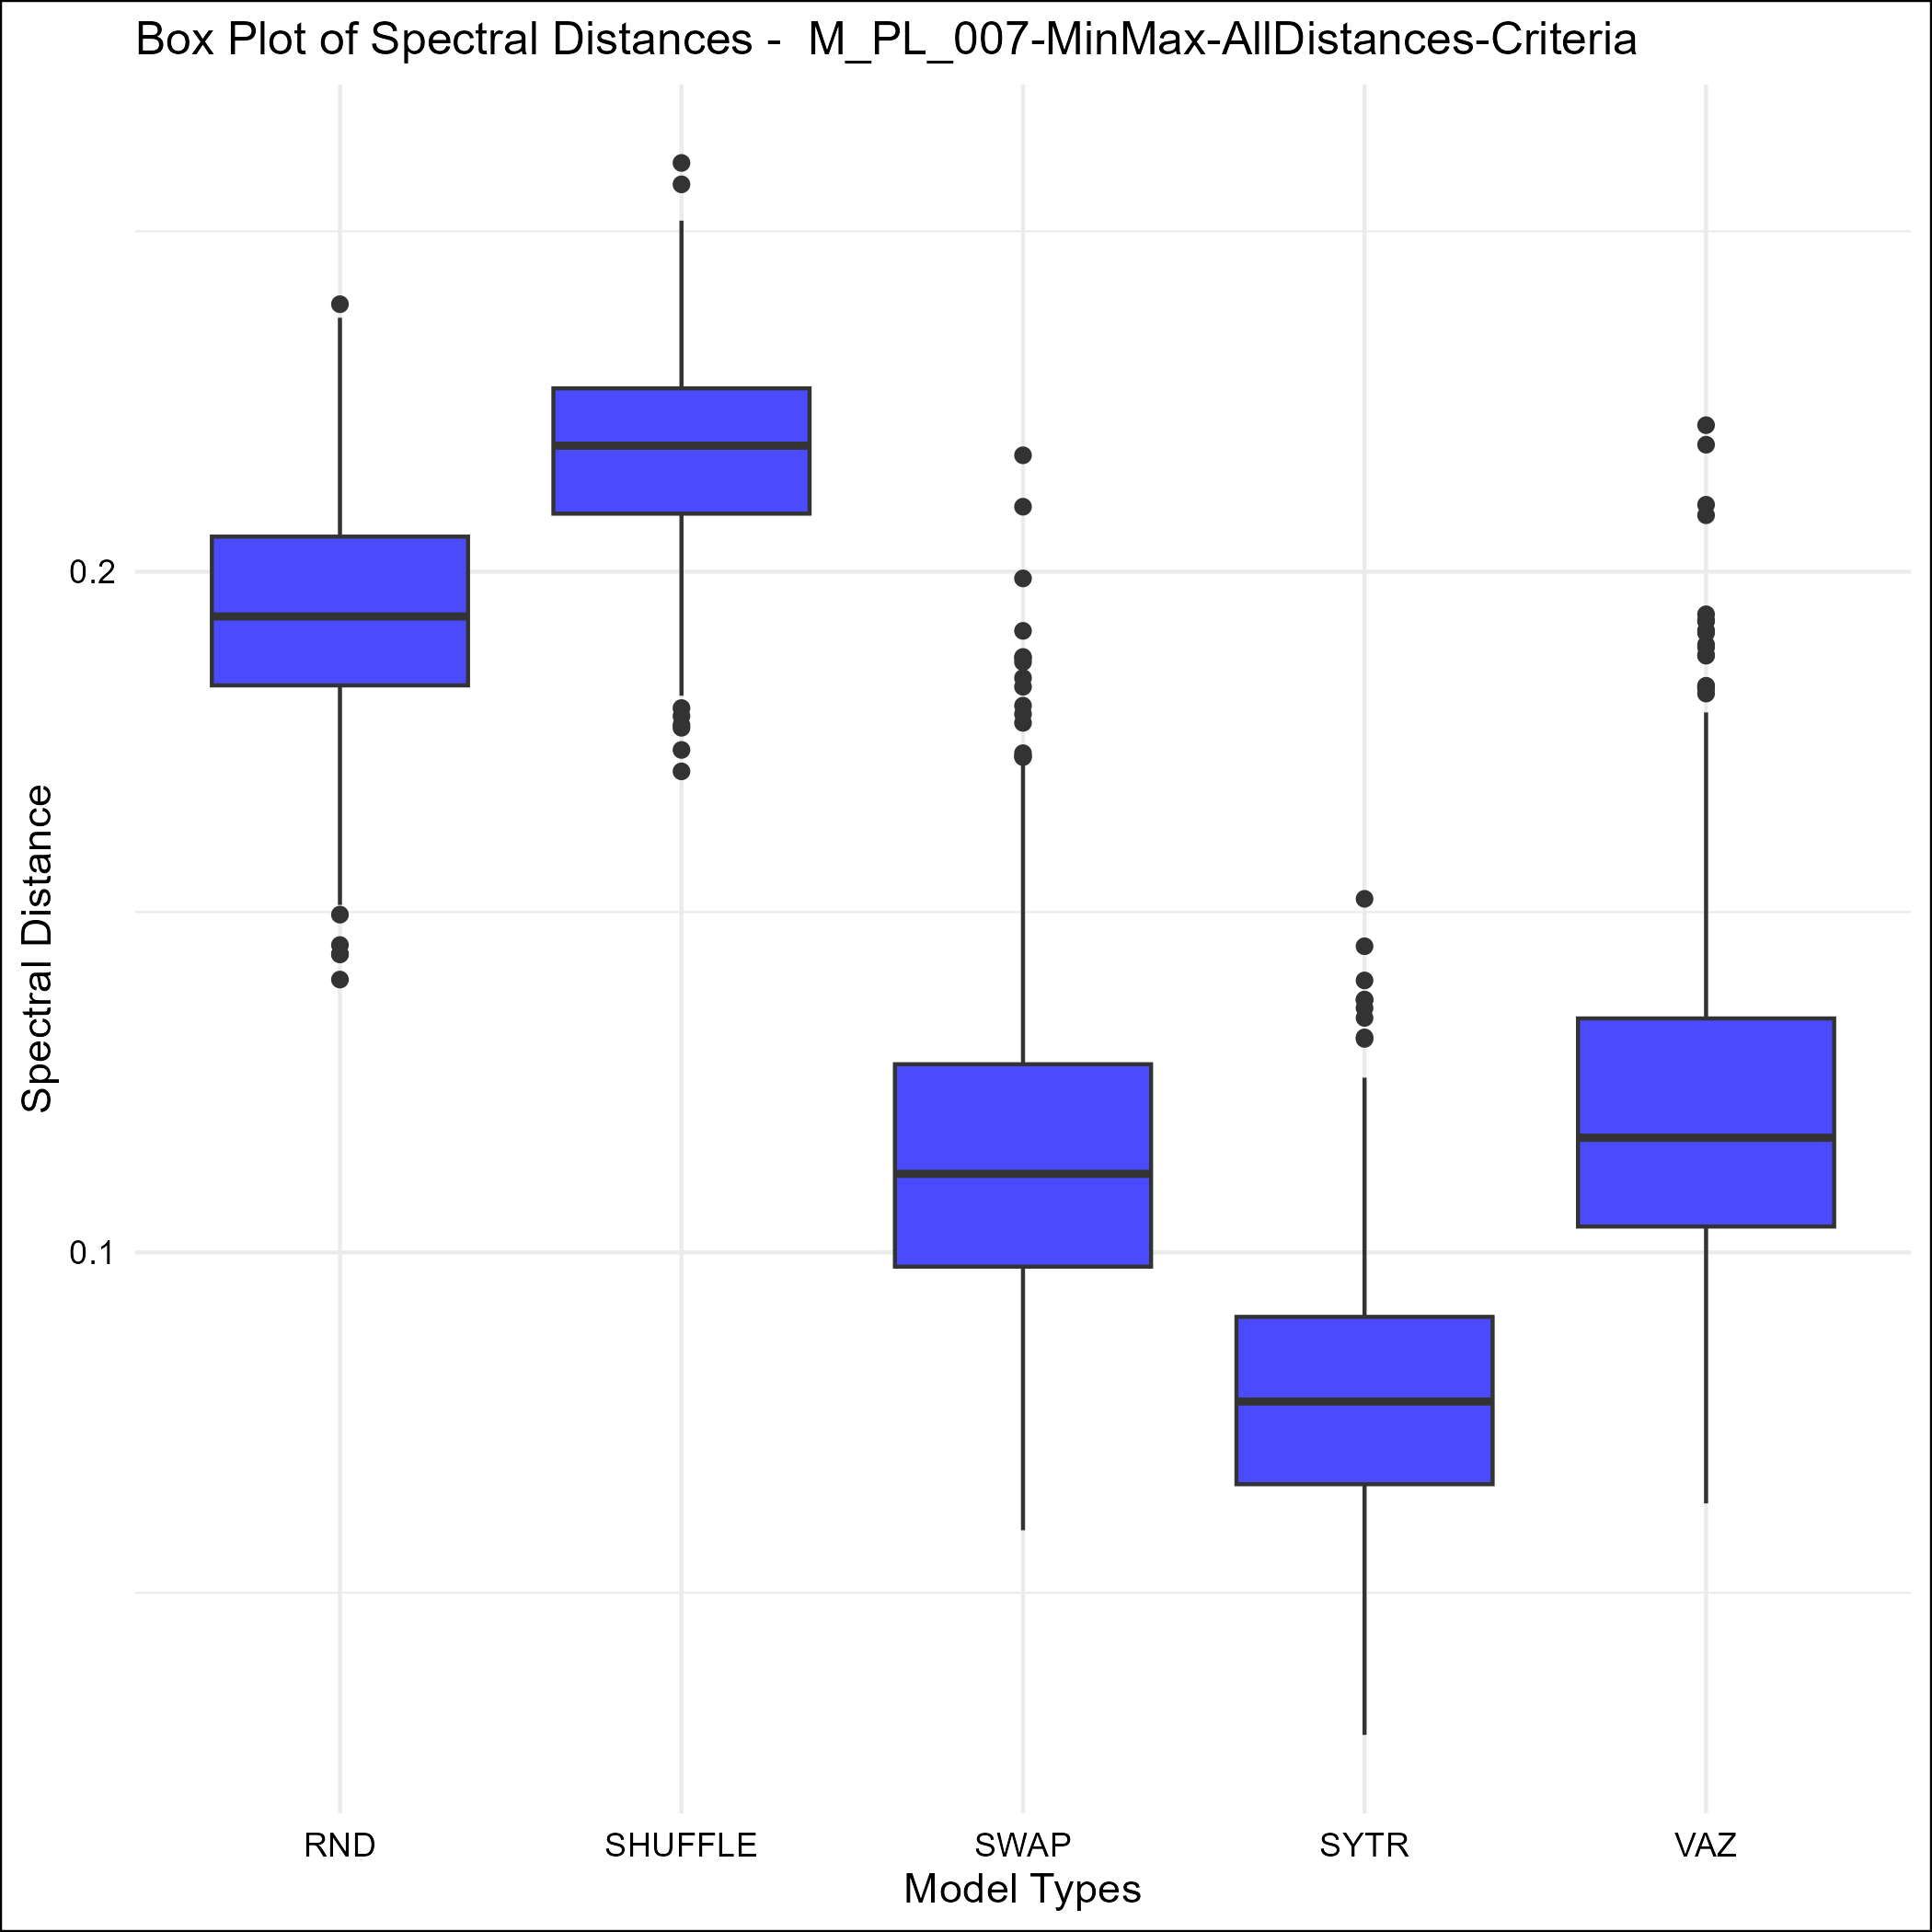 Box Plot of Spectral Distances -  M_PL_007-MinMax-AllDistances-Criteria
Spectral Distance
0.2
0.1
RND SHUFFLE SWAP SYTR VAZ
Model Types